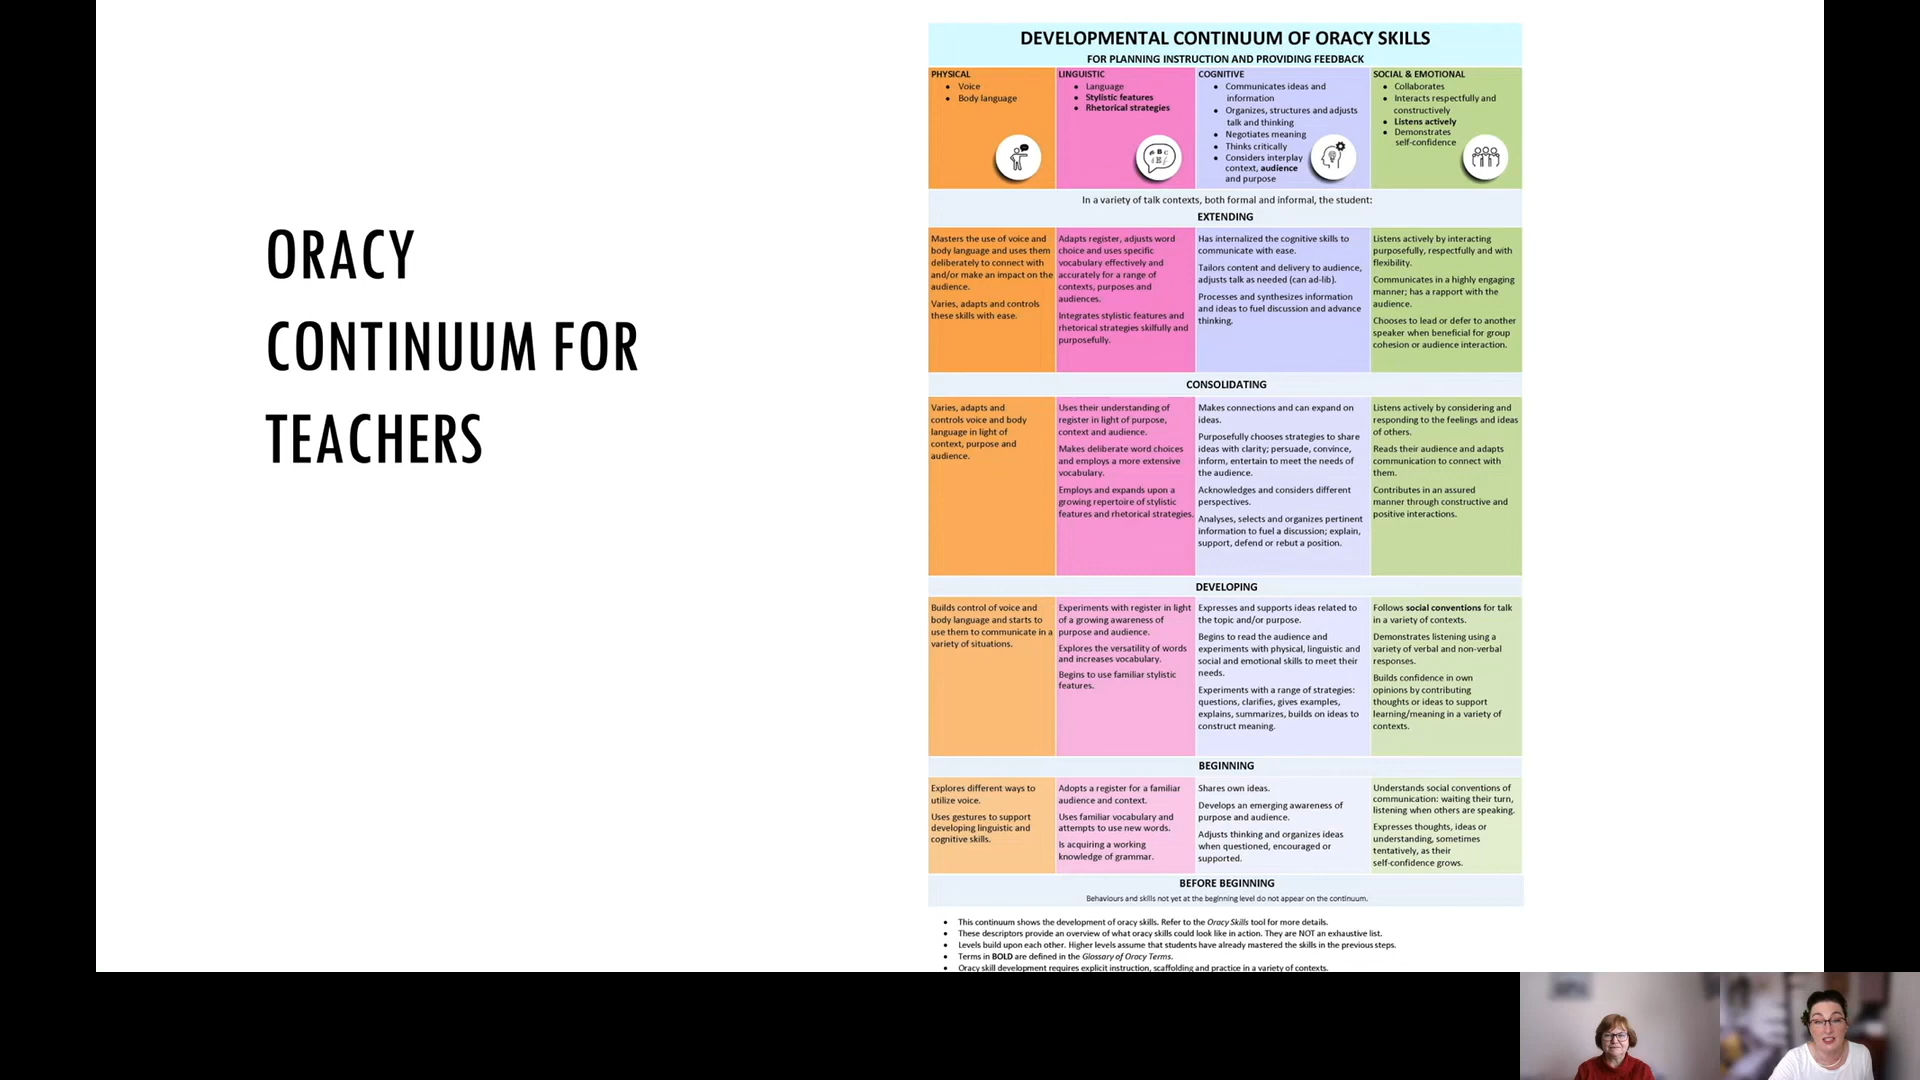 ORACY
CONTINUUM FOR
TEACHERS
DEVELOPMENTAL CONTINUUM OF ORACY SKILLS
FOR PLANNING INSTRUCTION AND PROVIDING FEEDBACK
PHYSICAL
• Voice
• Body language
LINGUISTIC
• Language
• Stylistic features
• Rhetorical strategies
COGNITIVE
• Communicates ideas and
information
• Organizes, structures and adjusts
talk and thinking
• Negotiates meaning
• Thinks critically
• Considers interplay
context, audience
and purpose
SOCIAL & EMOTIONAL
• Collaborates
• Interacts respectfully and
constructively
• Listens actively
• Demonstrates
self-confidence
In a variety of talk contexts, both formal and informal, the student:
EXTENDING
Masters the use of voice and
body language and uses them
deliberately to connect with
and/or make an impact on the
audience.
Varies, adapts and controls
these skills with ease.
Adapts register, adjusts word
choice and uses specific
vocabulary effectively and
accurately for a range of
contexts, purposes and
audiences.
Integrates stylistic features and
rhetorical strategies skilfully and
purposefully.
Has internalized the cognitive skills to
communicate with ease.
Tailors content and delivery to audience,
adjusts talk as needed (can ad-lib).
Processes and synthesizes information
and ideas to fuel discussion and advance
thinking.
Listens actively by interacting
purposefully, respectfully and with
flexibility.
Communicates in a highly engaging
manner; has a rapport with the
audience.
Chooses to lead or defer to another
speaker when beneficial for group
cohesion or audience interaction.
CONSOLIDATING
Varies, adapts and
controls voice and body
language in light of
context, purpose and
audience.
Uses their understanding of
register in light of purpose,
context and audience.
Makes deliberate word choices
and employs a more extensive
vocabulary.
Employs and expands upon a
growing repertoire of stylistic
features and rhetorical strategies.
Makes connections and can expand on
ideas.
Purposefully chooses strategies to share
ideas with clarity; persuade, convince,
inform, entertain to meet the needs of
the audience.
Acknowledges and considers different
perspectives.
Analyses, selects and organizes pertinent
information to fuel a discussion; explain,
support, defend or rebut a position.
Listens actively by considering and
responding to the feelings and ideas
of others.
Reads their audience and adapts
communication to connect with
them.
Contributes in an assured
manner through constructive and
positive interactions.
DEVELOPING
Builds control of voice and
body language and starts to
use them to communicate in a
variety of situations.
Experiments with register in light
of a growing awareness of
purpose and audience.
Explores the versatility of words
and increases vocabulary.
Begins to use familiar stylistic
features.
Expresses and supports ideas related to
the topic and/or purpose.
Begins to read the audience and
experiments with physical, linguistic and
social and emotional skills to meet their
needs.
Experiments with a range of strategies:
questions, clarifies, gives examples,
explains, summarizes, builds on ideas to
construct meaning.
Follows social conventions for talk
in a variety of contexts.
Demonstrates listening using a
variety of verbal and non-verbal
responses.
Builds confidence in own
opinions by contributing
thoughts or ideas to support
learning/meaning in a variety of
contexts.
BEGINNING
Explores different ways to
utilize voice.
Uses gestures to support
developing linguistic and
cognitive skills.
Adopts a register for a familiar
audience and context.
Uses familiar vocabulary and
attempts to use new words.
Is acquiring a working
knowledge of grammar.
Shares own ideas.
Develops an emerging awareness of
purpose and audience.
Adjusts thinking and organizes ideas
when questioned, encouraged or
supported.
Understands social conventions of
communication: waiting their turn,
listening when others are speaking.
Expresses thoughts, ideas or
understanding, sometimes
tentatively, as their
self-confidence grows.
BEFORE BEGINNING
Behaviours and skills not yet at the beginning level do not appear on the continuum.
• This continuum shows the development of oracy skills. Refer to the Oracy Skills tool for more details.
• These descriptors provide an overview of what oracy skills could look like in action. They are NOT an exhaustive list.
• Levels build upon each other. Higher levels assume that students have already mastered the skills in the previous steps.
• Terms in BOLD are defined in the Glossary of Oracy Terms.
• Oracy skill development requires explicit instruction, scaffolding and practice in a variety of contexts.